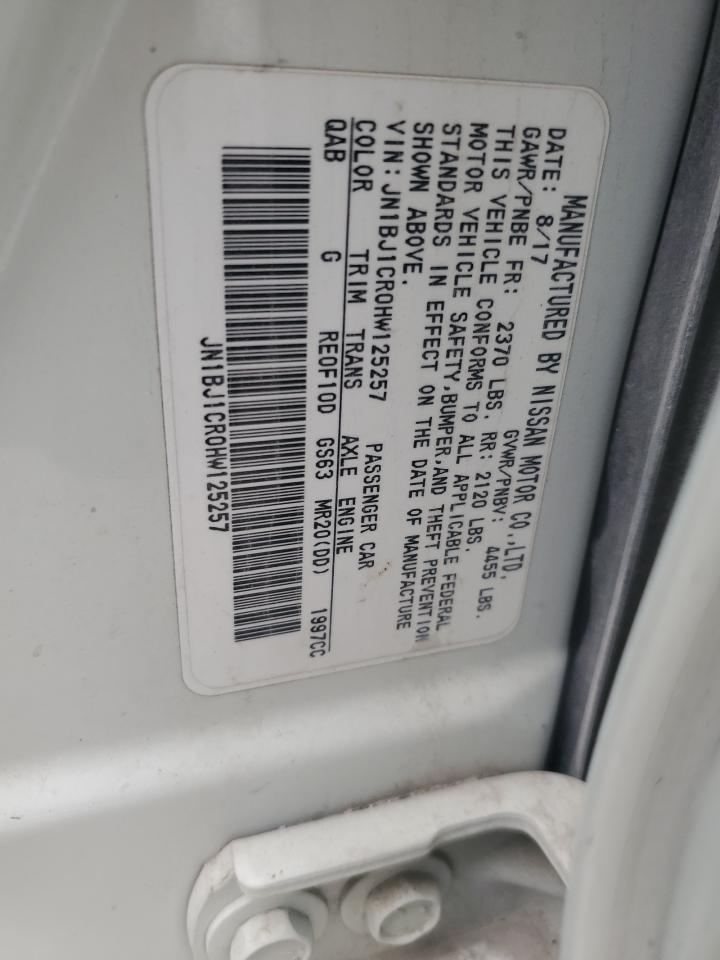 MANUFACTURED BY NISSAN MOTOR CO.,LTD.
DATE: 8/17 GVWR/PNBV: 4455 LBS.
GAWR/PNBE FR: 2370 LBS. RR: 2120 LBS.
THIS VEHICLE CONFORMS TO ALL APPLICABLE FEDERAL
MOTOR VEHICLE SAFETY,BUMPER,AND THEFT PREVENTION
STANDARDS IN EFFECT ON THE DATE OF MANUFACTURE
SHOWN ABOVE.
VIN: JN1BJ1CR0HW125257 PASSENGER CAR
COLOR TRIM TRANS AXLE ENGINE
QAB G RE0F10D GS63 MR20(DD) 1997CC
JN1BJ1CR0HW125257